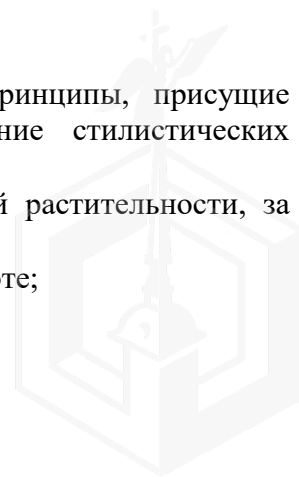 ринципы, присущие
ние стилистических
й растительности, за
те;